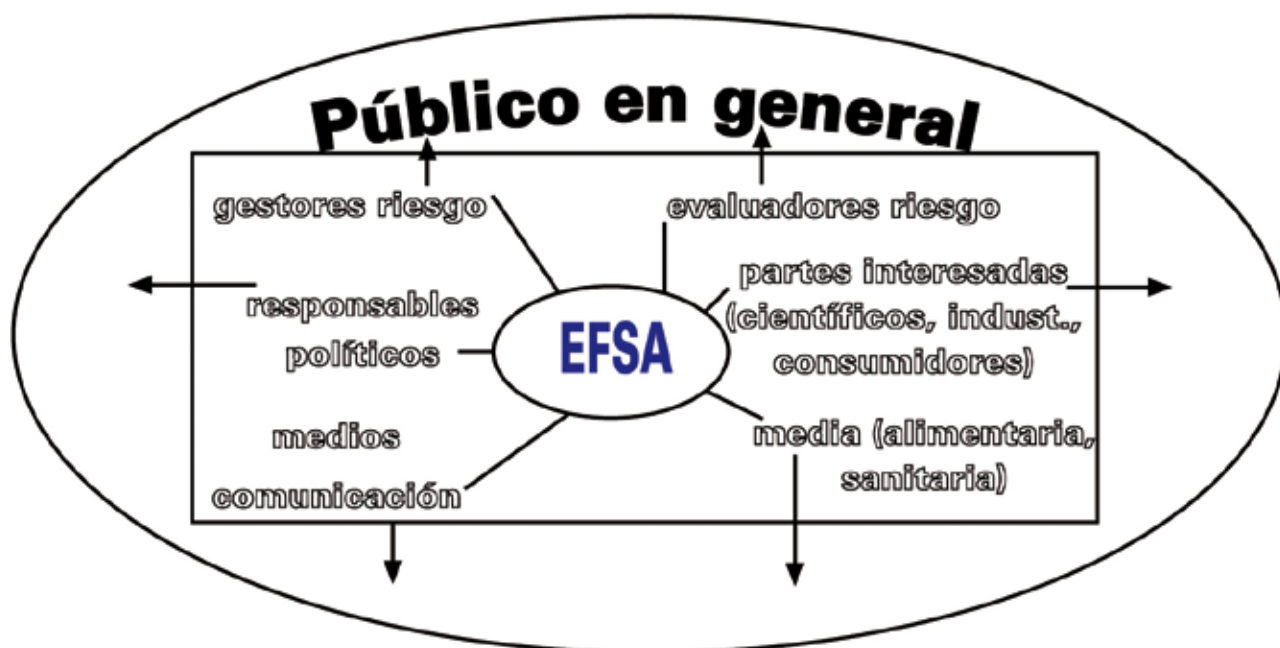 Público en general
gestores riesgo
evaluadores riesgo
responsables
políticos
partes interesadas
(científicos, indust.,
consumidores)
EFSA
medios
comunicación
media (alimentaria,
sanitaria)